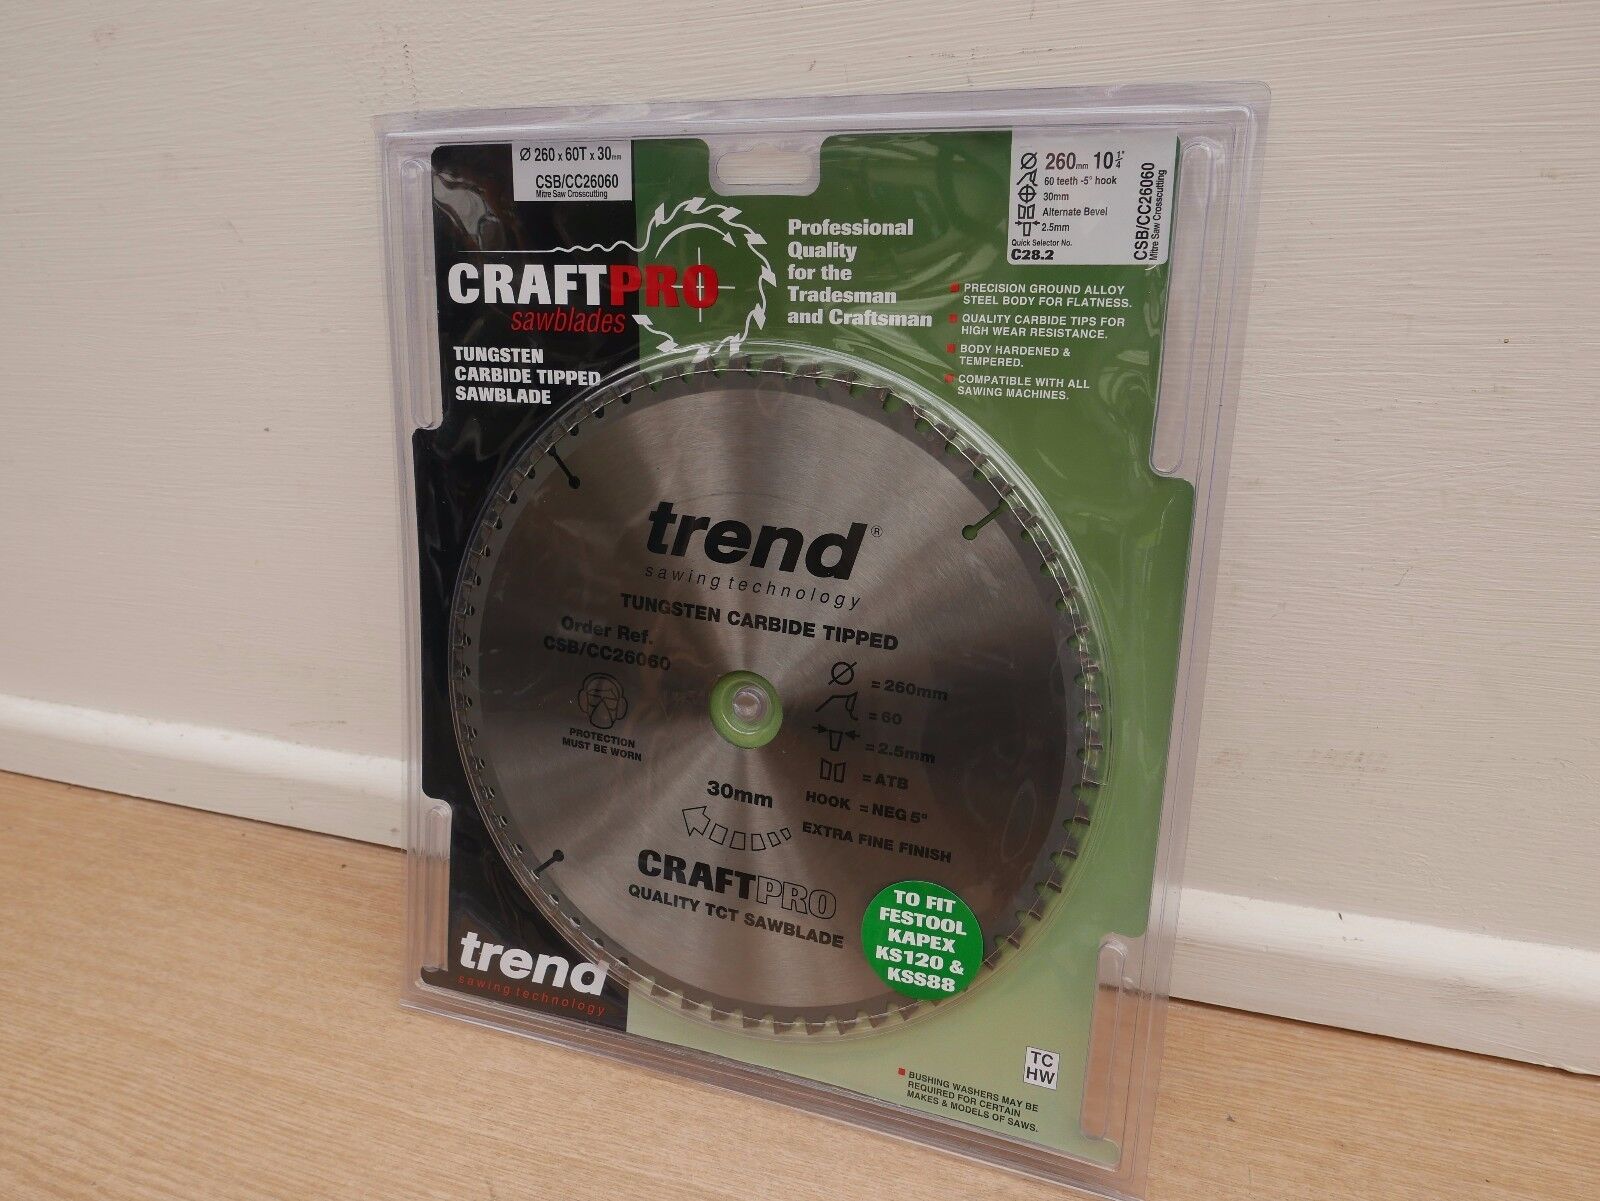 Ø 260 x 60T x 30mm
CSB/CC26060
Mitre Saw Crosscutting
CRAFTPRO
sawblades
TUNGSTEN
CARBIDE TIPPED
SAWBLADE
Professional
Quality
for the
Tradesman
and Craftsman
Ø 260mm 10 1/4"
60 teeth -5° hook
30mm
Alternate Bevel
2.5mm
Quick Selector No.
C28.2
CSB/CC26060
Mitre Saw Crosscutting
PRECISION GROUND ALLOY
STEEL BODY FOR FLATNESS.
QUALITY CARBIDE TIPS FOR
HIGH WEAR RESISTANCE.
BODY HARDENED &
TEMPERED.
COMPATIBLE WITH ALL
SAWING MACHINES.
trend®
sawing technology
TUNGSTEN CARBIDE TIPPED
Order Ref.
CSB/CC26060
PROTECTION
MUST BE WORN
Ø = 260mm
= 60
= 2.5mm
= ATB
HOOK = NEG 5°
EXTRA FINE FINISH
30mm
CRAFTPRO
QUALITY TCT SAWBLADE
TO FIT
FESTOOL
KAPEX
KS120 &
KSS88
trend
sawing technology
TC
HW
BUSHING WASHERS MAY BE
REQUIRED FOR CERTAIN
MAKES & MODELS OF SAWS.